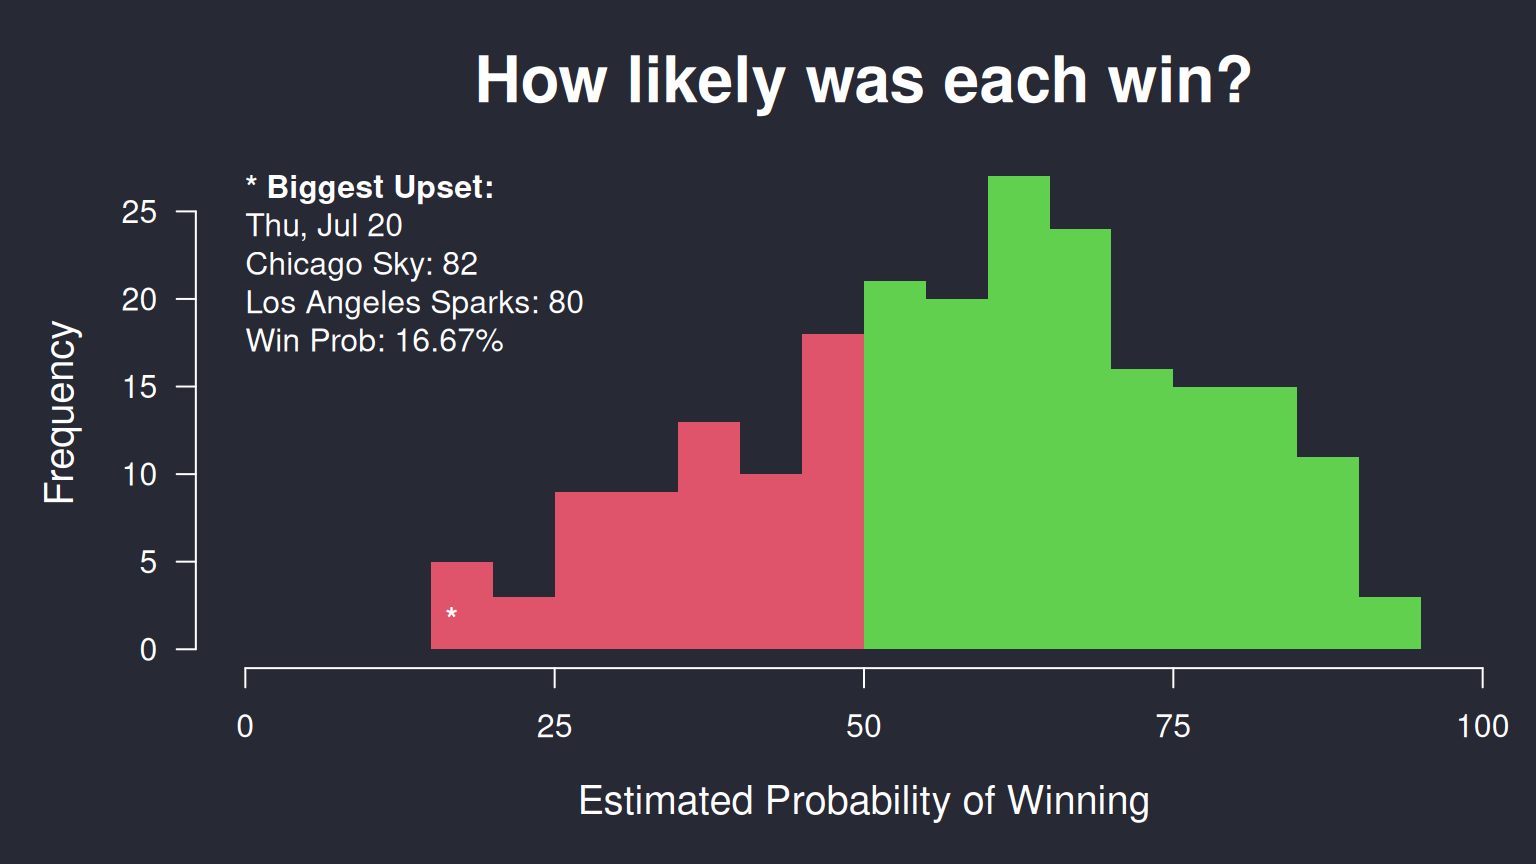 How likely was each win?
* Biggest Upset:
Thu, Jul 20
Chicago Sky: 82
Los Angeles Sparks: 80
Win Prob: 16.67%
Frequency
25
20
15
10
5
0
*
0 25 50 75 100
Estimated Probability of Winning